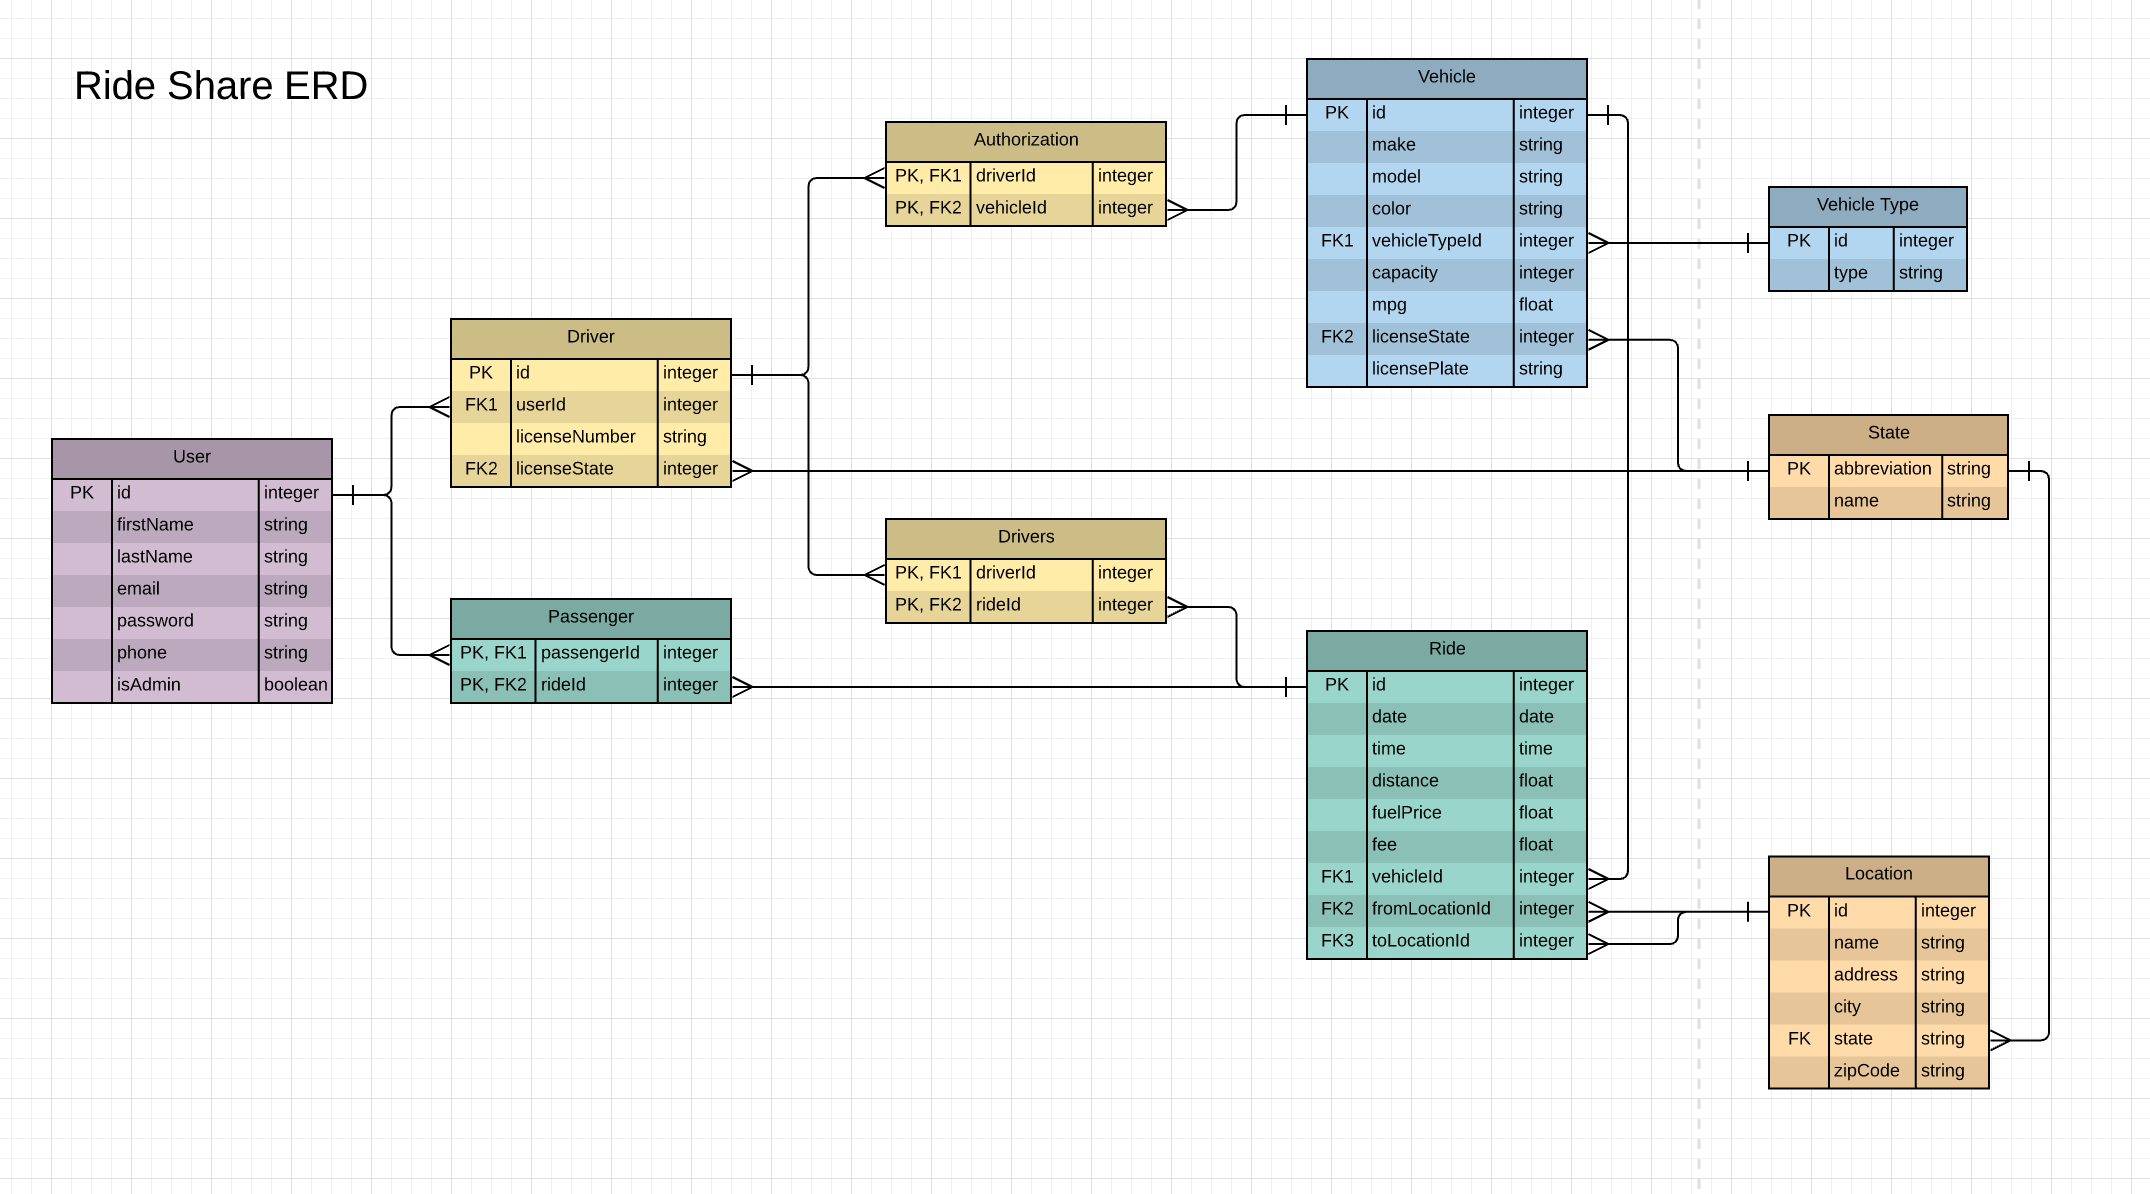 Ride Share ERD
User
PK id integer
firstName string
lastName string
email string
password string
phone string
isAdmin boolean
Driver
PK id integer
FK1 userId integer
licenseNumber string
FK2 licenseState integer
Passenger
PK, FK1 passengerId integer
PK, FK2 rideId integer
Authorization
PK, FK1 driverId integer
PK, FK2 vehicleId integer
Drivers
PK, FK1 driverId integer
PK, FK2 rideId integer
Vehicle
PK id integer
make string
model string
color string
FK1 vehicleTypeId integer
capacity integer
mpg float
FK2 licenseState integer
licensePlate string
Ride
PK id integer
date date
time time
distance float
fuelPrice float
fee float
FK1 vehicleId integer
FK2 fromLocationId integer
FK3 toLocationId integer
Vehicle Type
PK id integer
type string
State
PK abbreviation string
name string
Location
PK id integer
name string
address string
city string
FK state string
zipCode string